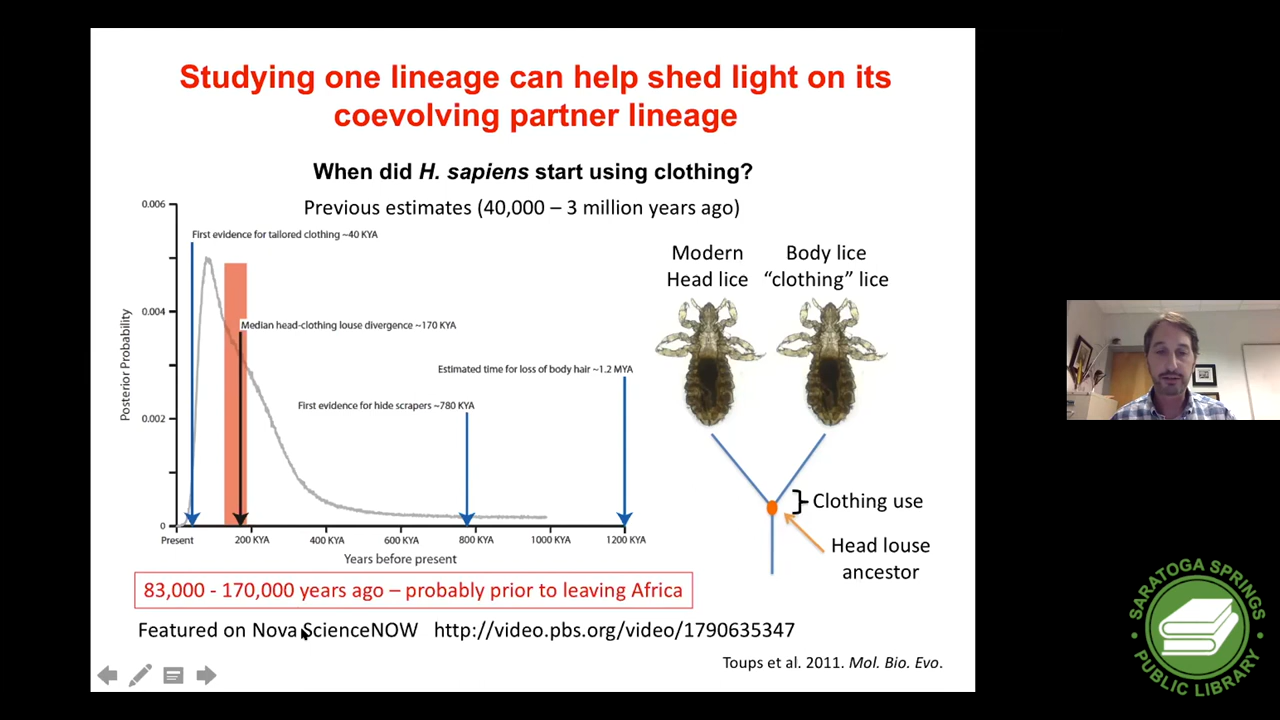 Studying one lineage can help shed light on its
coevolving partner lineage
When did H. sapiens start using clothing?
Previous estimates (40,000 – 3 million years ago)
0.006
First evidence for tailored clothing ~40 KYA
Median head-clothing louse divergence ~170 KYA
Estimated time for loss of body hair ~1.2 MYA
First evidence for hide scrapers ~780 KYA
0.004
0.002
0
Posterior Probability
Present
200 KYA
400 KYA
600 KYA
800 KYA
1000 KYA
1200 KYA
Years before present
Modern
Head lice
Body lice
“clothing” lice
Clothing use
Head louse
ancestor
83,000 - 170,000 years ago – probably prior to leaving Africa
Featured on Nova ScienceNOW http://video.pbs.org/video/1790635347
Toups et al. 2011. Mol. Bio. Evo.
SARATOGA SPRINGS
PUBLIC LIBRARY